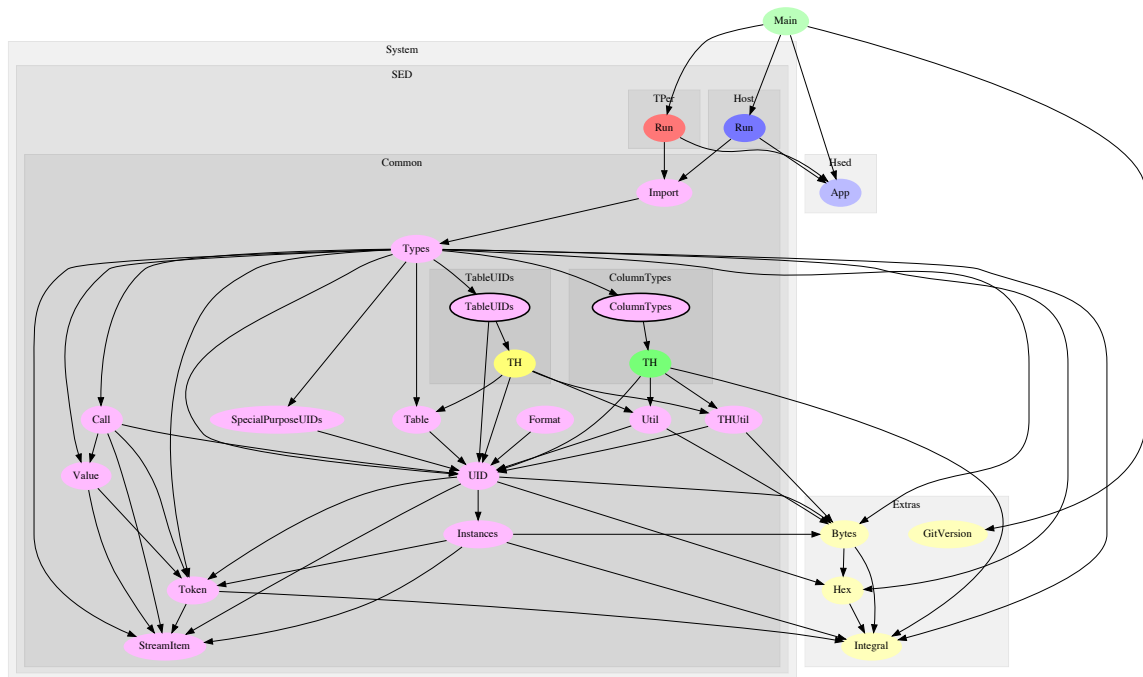 Main
System
SED
TPer
Host
Run
Run
Common
Hsed
Import
App
Types
TableUIDs
ColumnTypes
TableUIDs
ColumnTypes
TH
TH
Call
SpecialPurposeUIDs
Table
Format
Util
THUtil
Value
UID
Extras
Instances
Bytes
GitVersion
Token
Hex
StreamItem
Integral